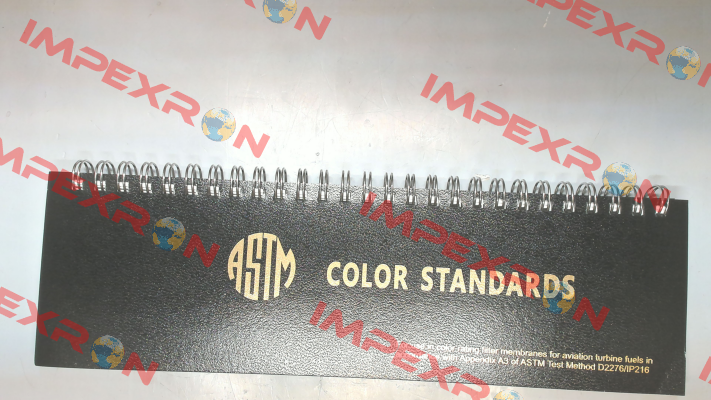 IMPEXRON
IMPEXRON
IMPEXRON
IMPEXRON
IMPEXRON
ASTM
COLOR STANDARDS
in color rating filter membranes for aviation turbine fuels in
with Appendix A3 of ASTM Test Method D2276/IP216
IMPEXRON
IMPEXRON